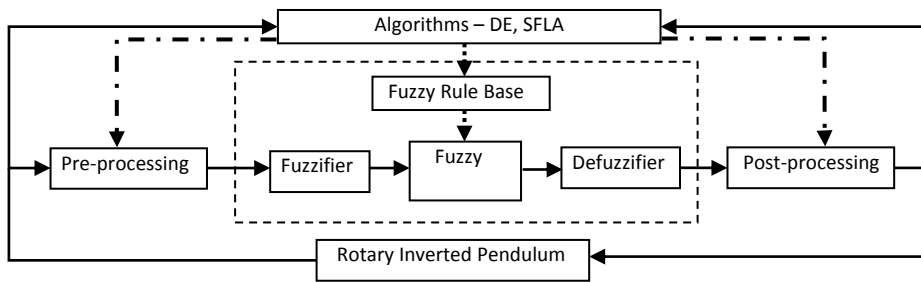 Algorithms – DE, SFLA
Fuzzy Rule Base
Pre-processing
Fuzzifier
Fuzzy
Defuzzifier
Post-processing
Rotary Inverted Pendulum